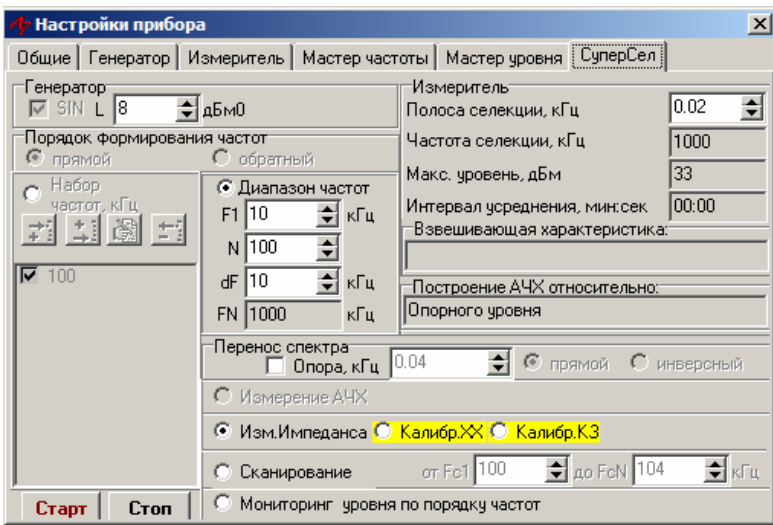 Настройки прибора
Общие Генератор Измеритель Мастер частоты Мастер уровня СуперСел
Генератор
SIN L 8 дБм0
Порядок формирования частот
прямой обратный
Набор частот, кГц
100
Диапазон частот
F1 10 кГц
N 100
dF 10 кГц
FN 1000 кГц
Измеритель
Полоса селекции, кГц 0.02
Частота селекции, кГц 1000
Макс. уровень, дБм 33
Интервал усреднения, мин:сек 00:00
Взвешивающая характеристика:
Построение АЧХ относительно:
Опорного уровня
Перенос спектра
Опора, кГц 0.04 прямой инверсный
Измерение АЧХ
Изм.Импеданса Калибр.ХХ Калибр.КЗ
Сканирование от Fc1 100 до FcN 104 кГц
Мониторинг уровня по порядку частот
Старт Стоп